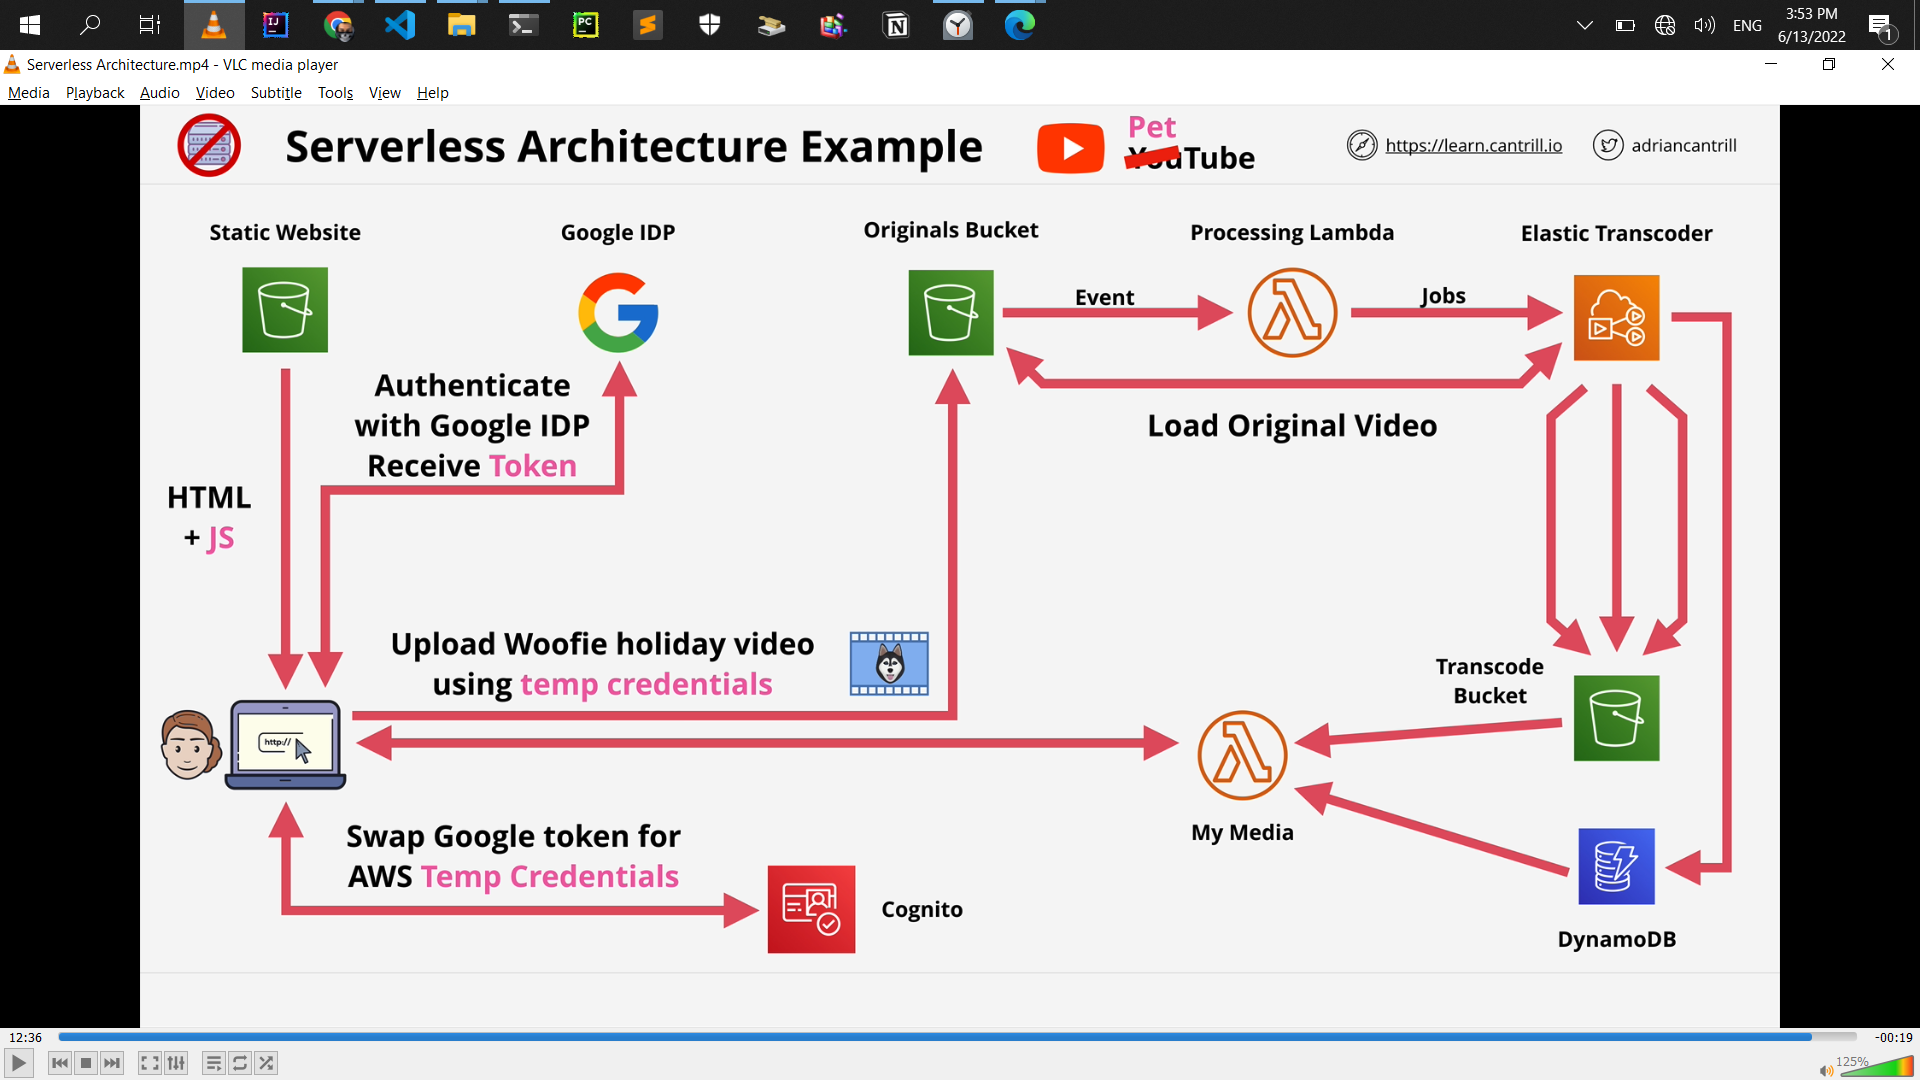 ENG
3:53 PM
6/13/2022
1
Serverless Architecture.mp4 - VLC media player
Media Playback Audio Video Subtitle Tools View Help
Serverless Architecture Example
Pet
YouTube
https://learn.cantrill.io
adriancantrill
Static Website
Google IDP
Originals Bucket
Processing Lambda
Elastic Transcoder
Event
Jobs
Authenticate
with Google IDP
Receive Token
Load Original Video
HTML
+ JS
Upload Woofie holiday video
using temp credentials
Transcode
Bucket
http://
My Media
Swap Google token for
AWS Temp Credentials
Cognito
DynamoDB
12:36
-00:19
125%